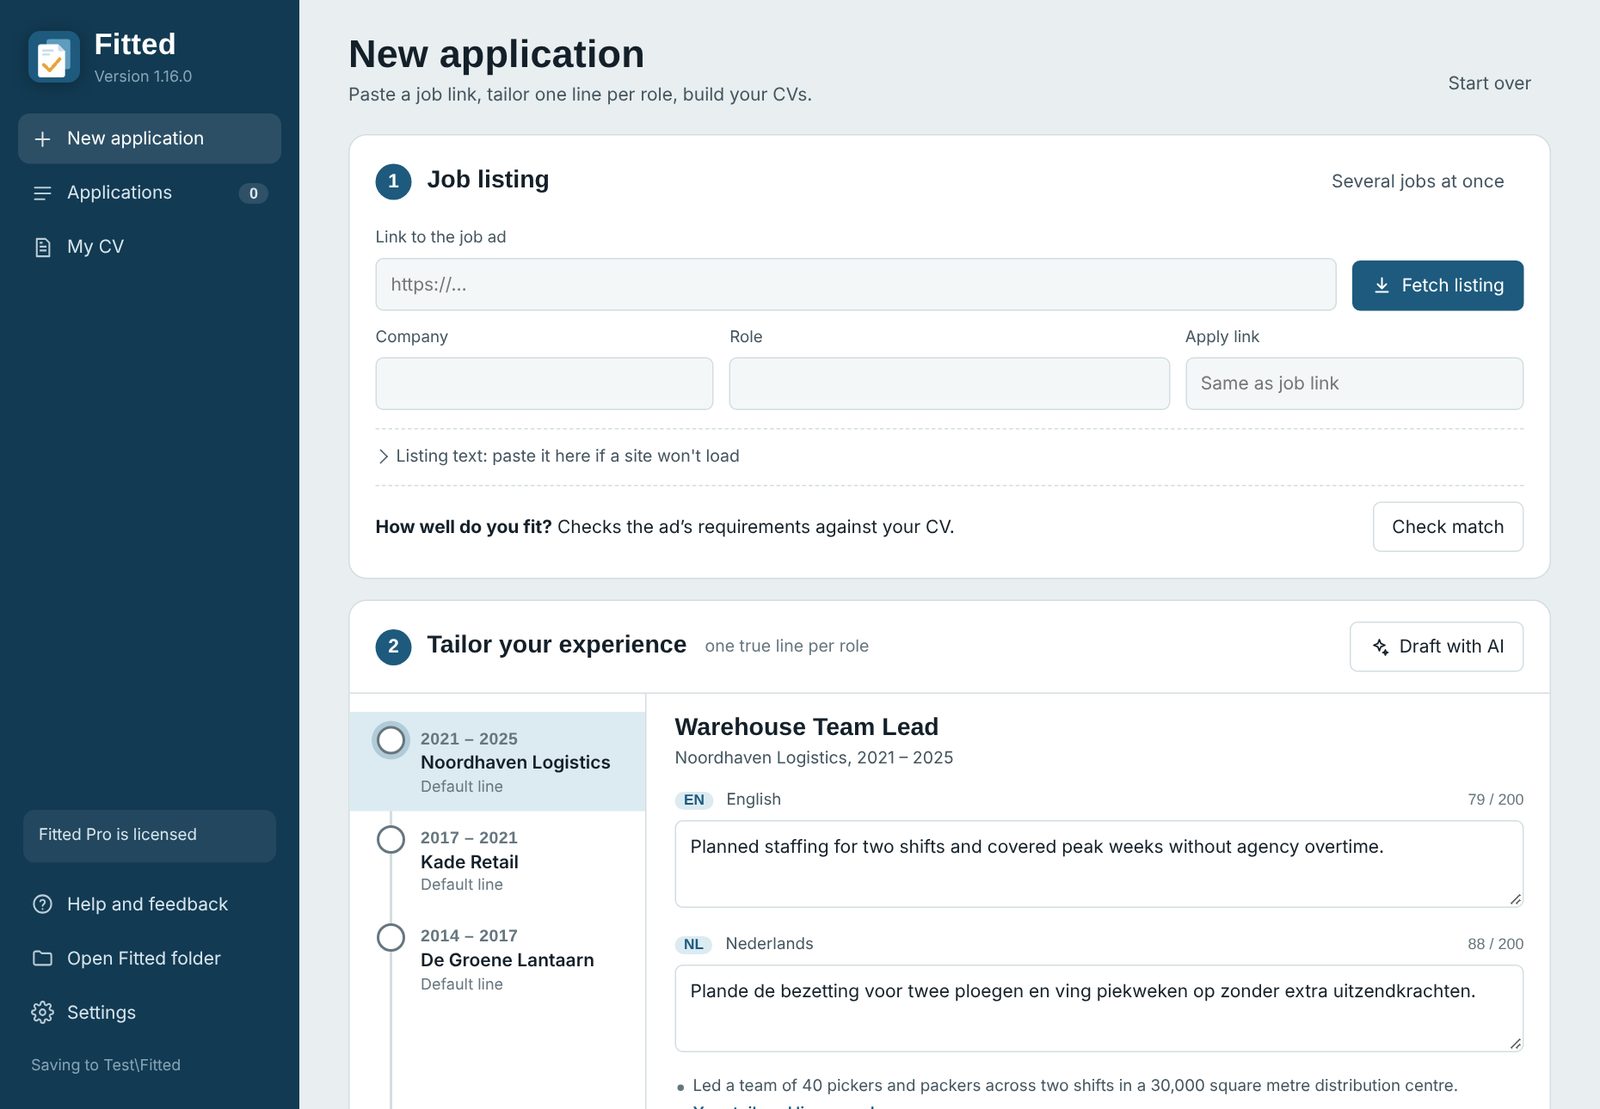 Fitted
Version 1.16.0
New application
Applications 0
My CV
Fitted Pro is licensed
Help and feedback
Open Fitted folder
Settings
Saving to Test\Fitted
New application
Paste a job link, tailor one line per role, build your CVs.
Start over
1 Job listing
Several jobs at once
Link to the job ad
https://...
Fetch listing
Company
Role
Apply link
Same as job link
Listing text: paste it here if a site won't load
How well do you fit? Checks the ad’s requirements against your CV.
Check match
2 Tailor your experience one true line per role
Draft with AI
2021 – 2025
Noordhaven Logistics
Default line
2017 – 2021
Kade Retail
Default line
2014 – 2017
De Groene Lantaarn
Default line
Warehouse Team Lead
Noordhaven Logistics, 2021 – 2025
EN English 79 / 200
Planned staffing for two shifts and covered peak weeks without agency overtime.
NL Nederlands 88 / 200
Plande de bezetting voor twee ploegen en ving piekweken op zonder extra uitzendkrachten.
Led a team of 40 pickers and packers across two shifts in a 30,000 square metre distribution centre.